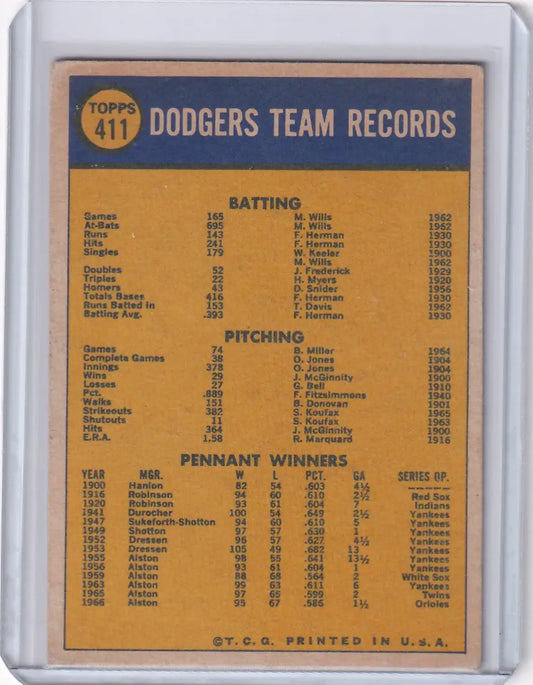 TOPPS
411
DODGERS TEAM RECORDS
BATTING
Games 165 M. Wills 1962
At-Bats 695 M. Wills 1962
Runs 143 F. Herman 1930
Hits 241 F. Herman 1930
Singles 179 W. Keeler 1900
M. Wills 1962
Doubles 52 J. Frederick 1929
Triples 22 H. Myers 1920
Homers 43 D. Snider 1956
Totals Bases 416 F. Herman 1930
Runs Batted In 153 T. Davis 1962
Batting Avg. .393 F. Herman 1930
PITCHING
Games 74 B. Miller 1964
Complete Games 38 O. Jones 1904
Innings 378 O. Jones 1904
Wins 29 J. McGinnity 1900
Losses 27 G. Bell 1910
Pct. .889 F. Fitzsimmons 1940
Walks 151 B. Donovan 1901
Strikeouts 382 S. Koufax 1965
Shutouts 11 S. Koufax 1963
Hits 364 J. McGinnity 1900
E.R.A. 1.58 R. Marquard 1916
PENNANT WINNERS
YEAR MGR. W L PCT. GA SERIES OP.
1900 Hanlon 82 54 .603 4½ ————
1916 Robinson 94 60 .610 2½ Red Sox
1920 Robinson 93 61 .604 7 Indians
1941 Durocher 100 54 .649 2½ Yankees
1947 Sukeforth-Shotton 94 60 .610 5 Yankees
1949 Shotton 97 57 .630 1 Yankees
1952 Dressen 96 57 .627 4½ Yankees
1953 Dressen 105 49 .682 13 Yankees
1955 Alston 98 55 .641 13½ Yankees
1956 Alston 93 61 .604 1 Yankees
1959 Alston 88 68 .564 2 White Sox
1963 Alston 99 63 .611 6 Yankees
1965 Alston 97 65 .599 2 Twins
1966 Alston 95 67 .586 1½ Orioles
©T.C.G. PRINTED IN U.S.A.